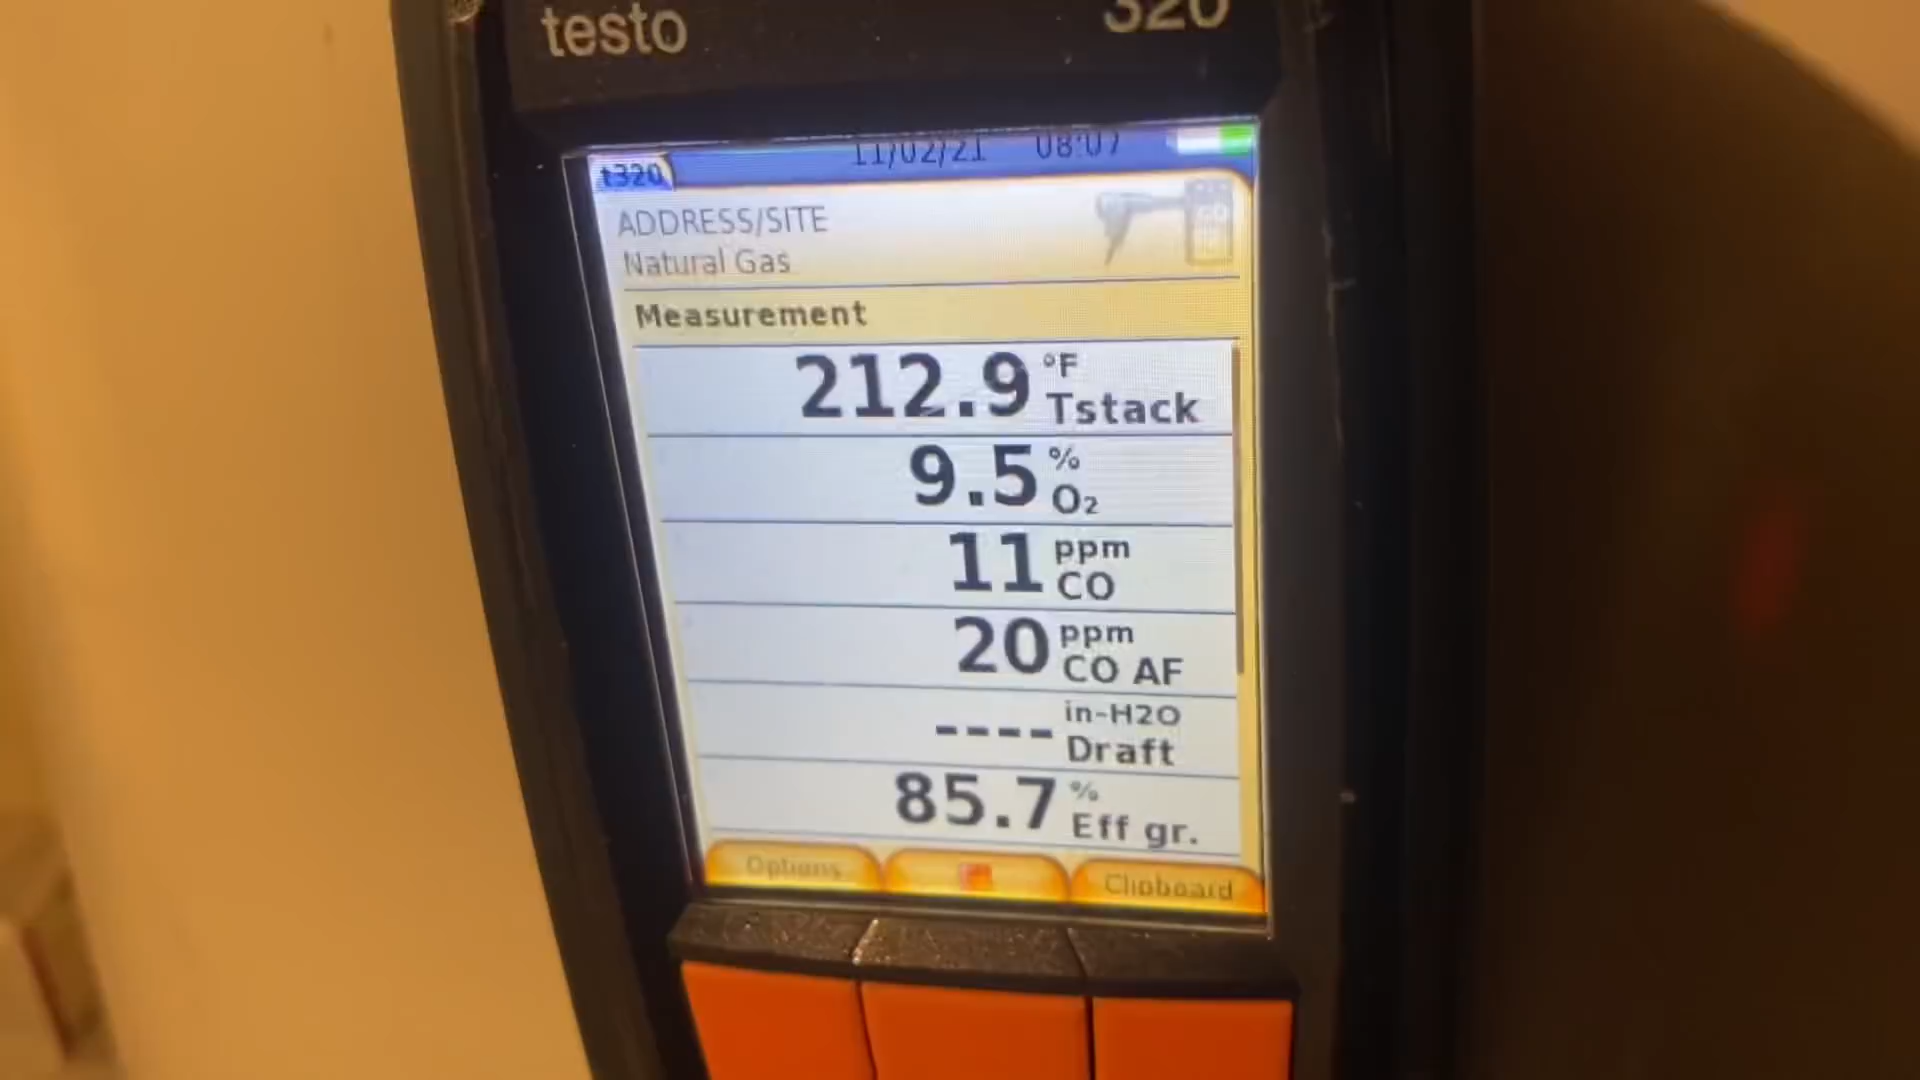 testo 320
11/02/21 08:07
t320
ADDRESS/SITE
Natural Gas
Measurement
212.9 °F Tstack
9.5 % O₂
11 ppm CO
20 ppm CO AF
---- in-H2O Draft
85.7 % Eff gr.
Options Clipboard